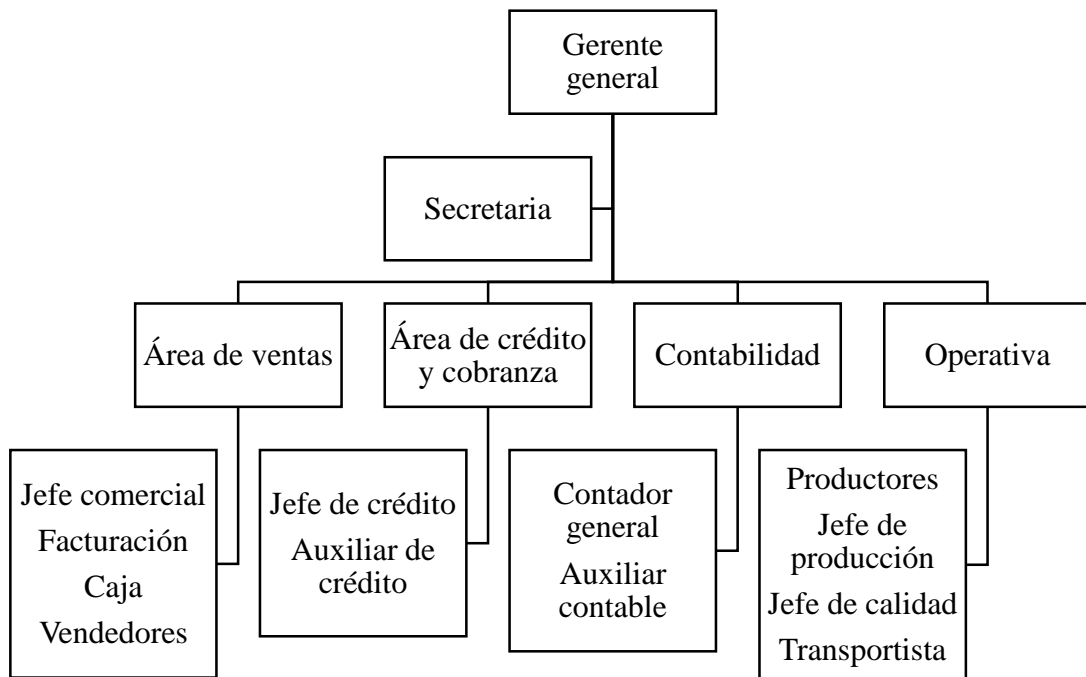 Gerente
general
Secretaria
Área de ventas
Área de crédito
y cobranza
Contabilidad
Operativa
Jefe comercial
Facturación
Caja
Vendedores
Jefe de crédito
Auxiliar de
crédito
Contador
general
Auxiliar
contable
Productores
Jefe de
producción
Jefe de calidad
Transportista